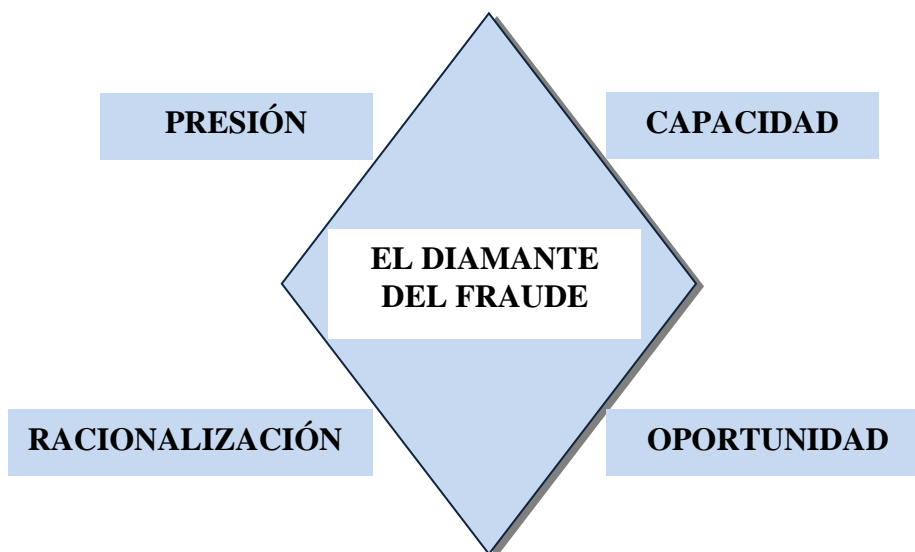 PRESIÓN
CAPACIDAD
EL DIAMANTE
DEL FRAUDE
RACIONALIZACIÓN
OPORTUNIDAD